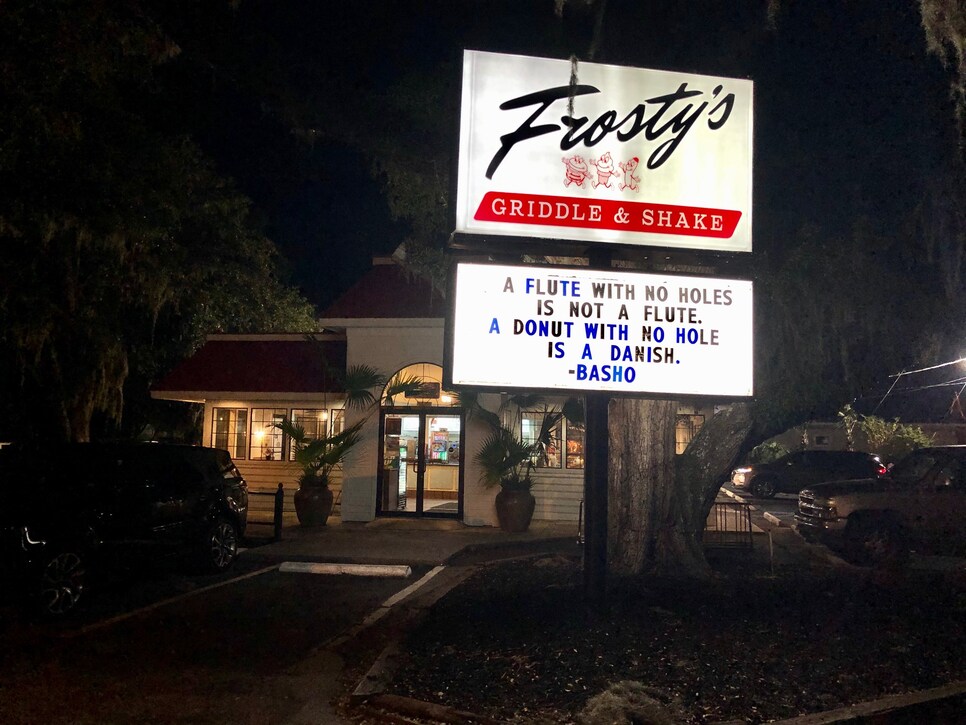 Frosty's
GRIDDLE & SHAKE
A FLUTE WITH NO HOLES
IS NOT A FLUTE.
A DONUT WITH NO HOLE
IS A DANISH.
-BASHO